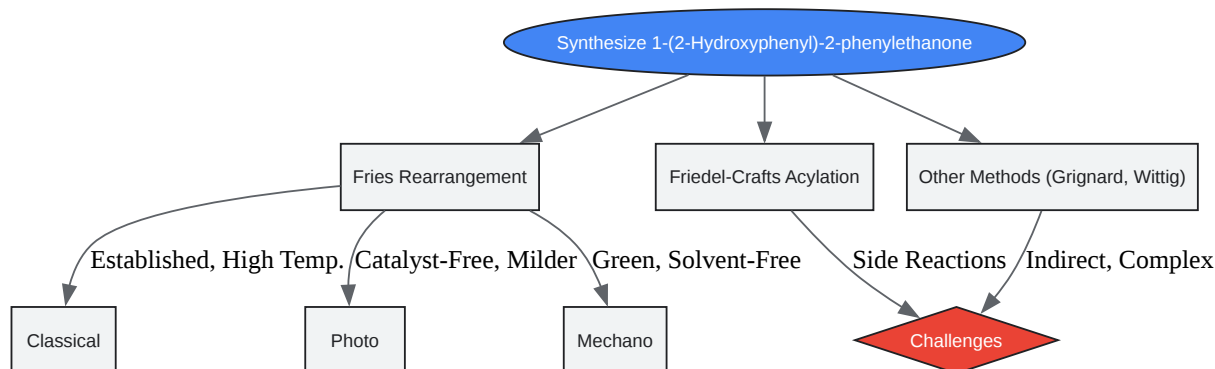 Synthesize 1-(2-Hydroxyphenyl)-2-phenylethanone
Fries Rearrangement
Friedel-Crafts Acylation
Other Methods (Grignard, Wittig)
Established, High Temp.
Catalyst-Free, Milder
Green, Solvent-Free
Side Reactions
Indirect, Complex
Classical
Photo
Mechano
Challenges